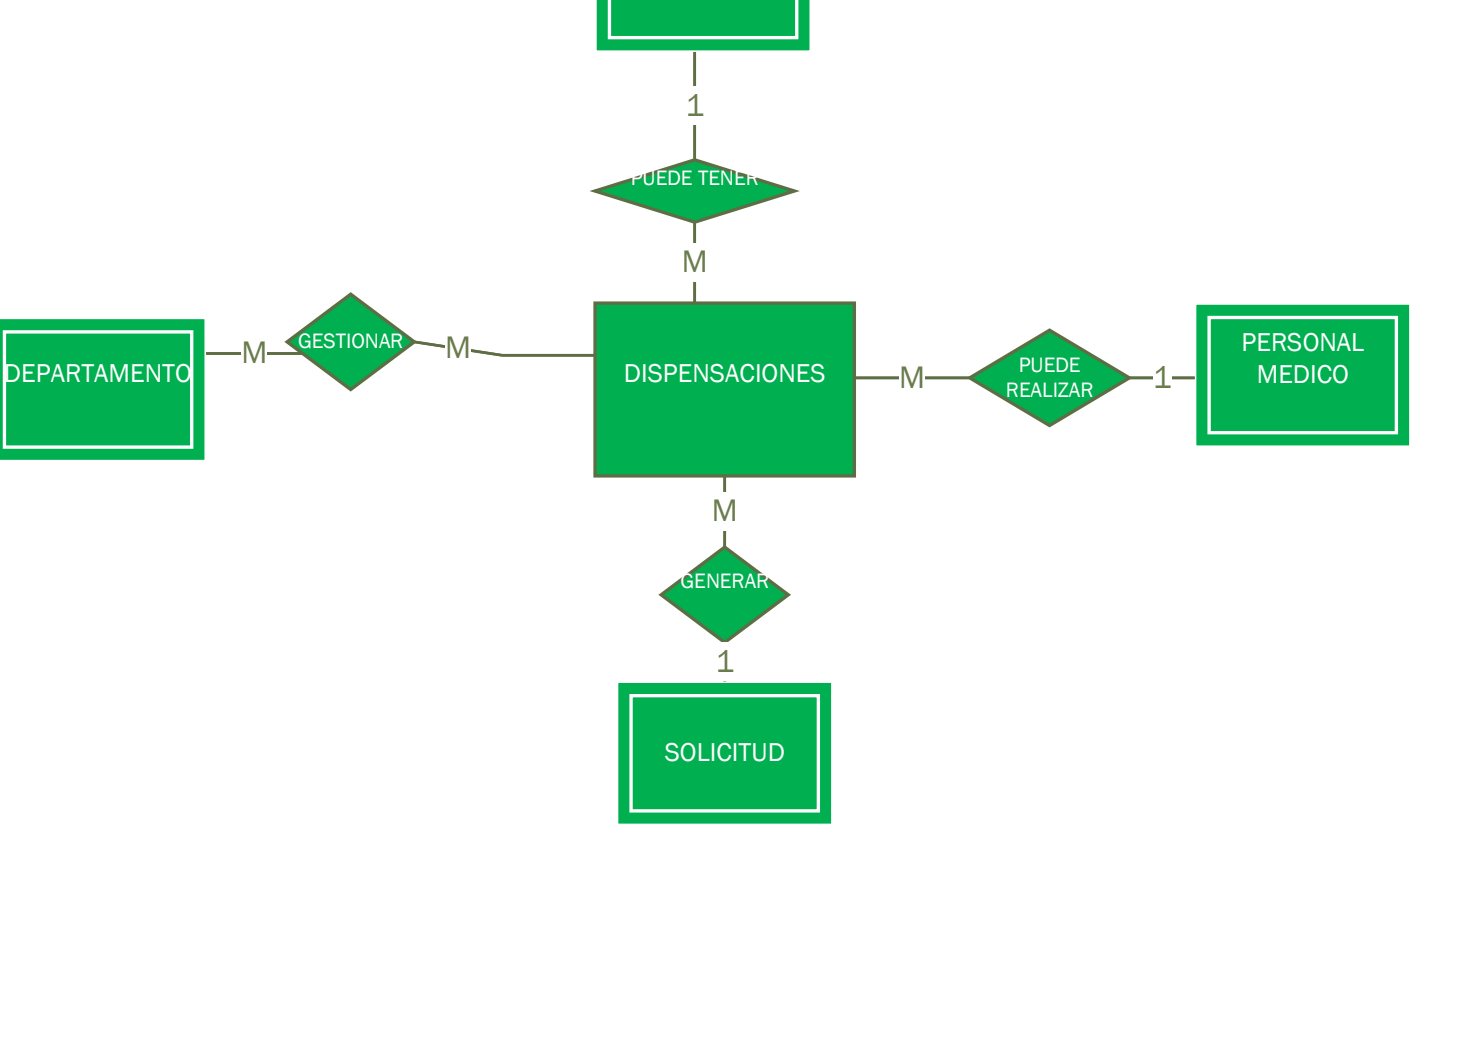 1
PUEDE TENER
M
DEPARTAMENTO
M
GESTIONAR
M
DISPENSACIONES
M
PUEDE
REALIZAR
1
PERSONAL
MEDICO
M
GENERAR
1
SOLICITUD